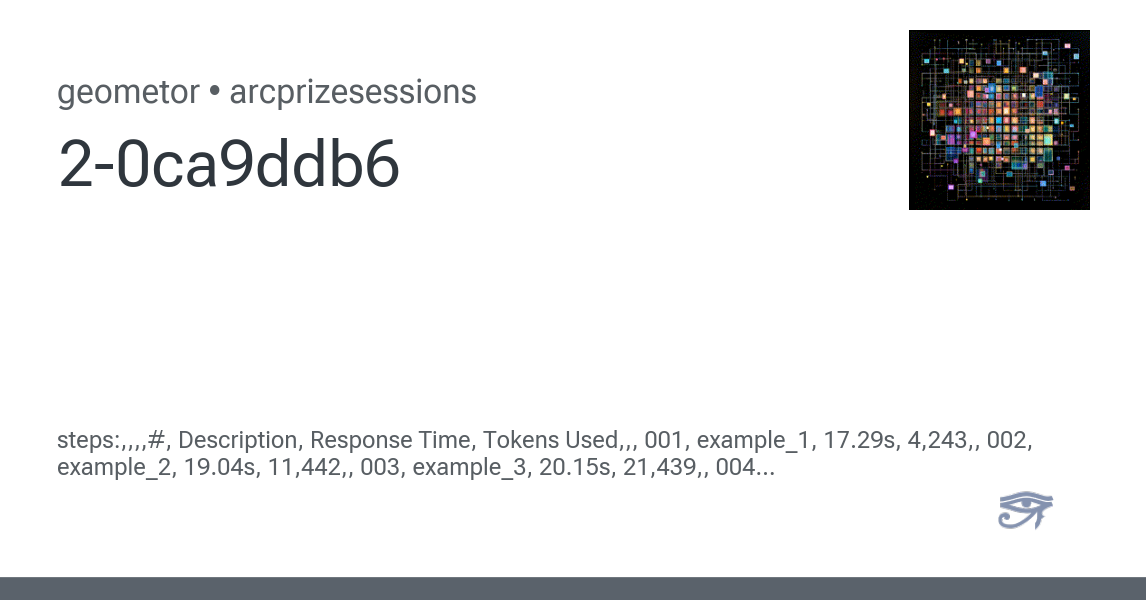 geometor • arcprizesessions
2-0ca9ddb6
steps:,,,,#, Description, Response Time, Tokens Used,,, 001, example_1, 17.29s, 4,243,, 002,
example_2, 19.04s, 11,442,, 003, example_3, 20.15s, 21,439,, 004...